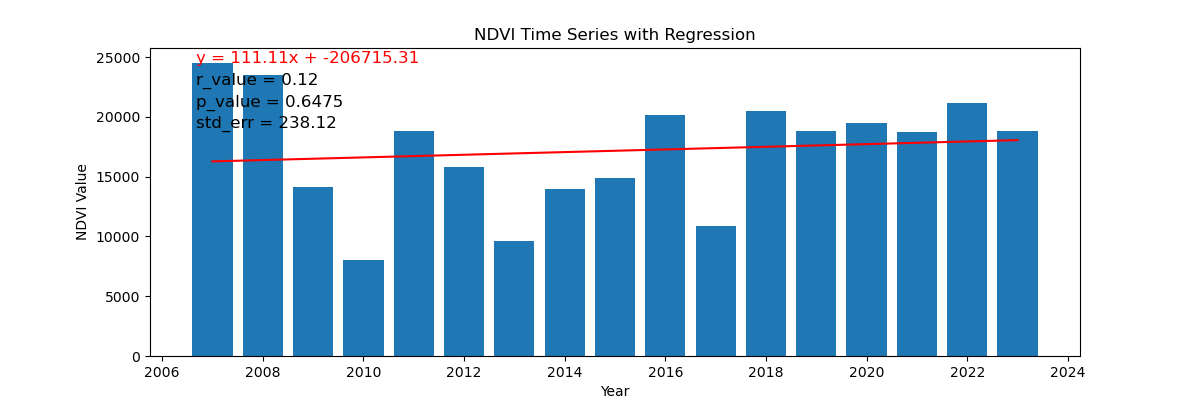 NDVI Time Series with Regression
y = 111.11x + -206715.31
r_value = 0.12
p_value = 0.6475
std_err = 238.12
NDVI Value
25000
20000
15000
10000
5000
0
2006 2008 2010 2012 2014 2016 2018 2020 2022 2024
Year